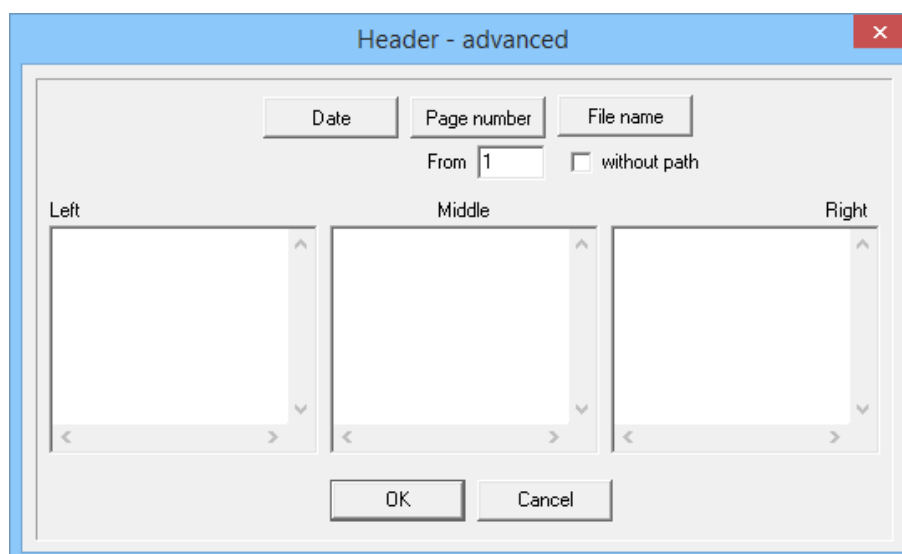 Header - advanced
Date Page number File name
From 1 without path
Left Middle Right
OK Cancel